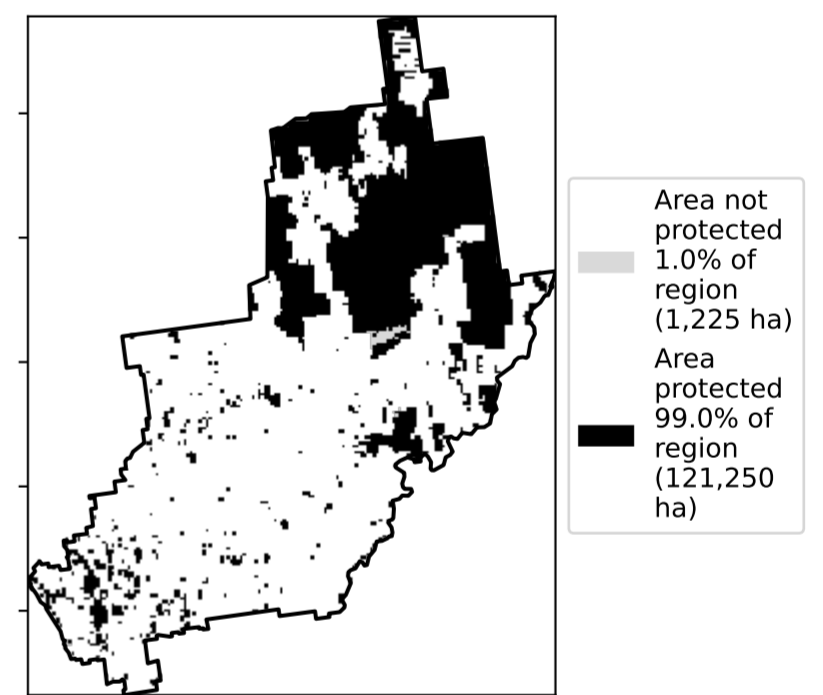 Area not
protected
1.0% of
region
(1,225 ha)
Area
protected
99.0% of
region
(121,250
ha)